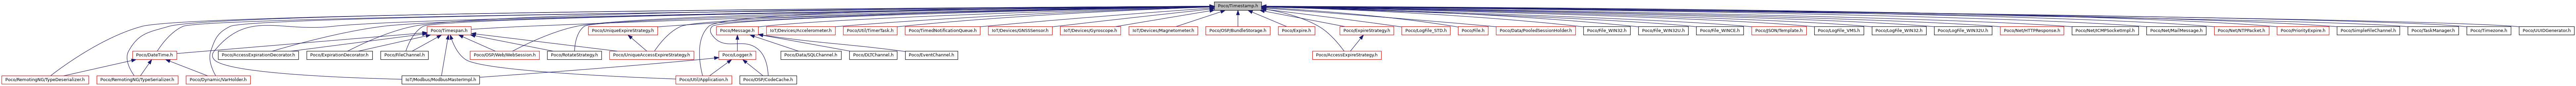 Poco/Timestamp.h
Poco/Timespan.h
Poco/UniqueExpireStrategy.h
Poco/Message.h
IoT/Devices/Accelerometer.h
Poco/Util/TimerTask.h
Poco/TimedNotificationQueue.h
IoT/Devices/GNSSSensor.h
IoT/Devices/Gyroscope.h
IoT/Devices/Magnetometer.h
Poco/OSP/BundleStorage.h
Poco/Expire.h
Poco/ExpireStrategy.h
Poco/LogFile_STD.h
Poco/File.h
Poco/Data/PooledSessionHolder.h
Poco/File_WIN32.h
Poco/File_WIN32U.h
Poco/File_WINCE.h
Poco/JSON/Template.h
Poco/LogFile_VMS.h
Poco/LogFile_WIN32.h
Poco/LogFile_WIN32U.h
Poco/Net/HTTPResponse.h
Poco/Net/ICMPSocketImpl.h
Poco/Net/MailMessage.h
Poco/Net/NTPPacket.h
Poco/PriorityExpire.h
Poco/SimpleFileChannel.h
Poco/TaskManager.h
Poco/Timezone.h
Poco/UUIDGenerator.h
Poco/DateTime.h
Poco/AccessExpirationDecorator.h
Poco/ExpirationDecorator.h
Poco/FileChannel.h
Poco/OSP/Web/WebSession.h
Poco/RotateStrategy.h
Poco/UniqueAccessExpireStrategy.h
Poco/Logger.h
Poco/Data/SQLChannel.h
Poco/DLTChannel.h
Poco/EventChannel.h
Poco/AccessExpireStrategy.h
Poco/RemotingNG/TypeDeserializer.h
Poco/RemotingNG/TypeSerializer.h
Poco/Dynamic/VarHolder.h
IoT/Modbus/ModbusMasterImpl.h
Poco/Util/Application.h
Poco/OSP/CodeCache.h